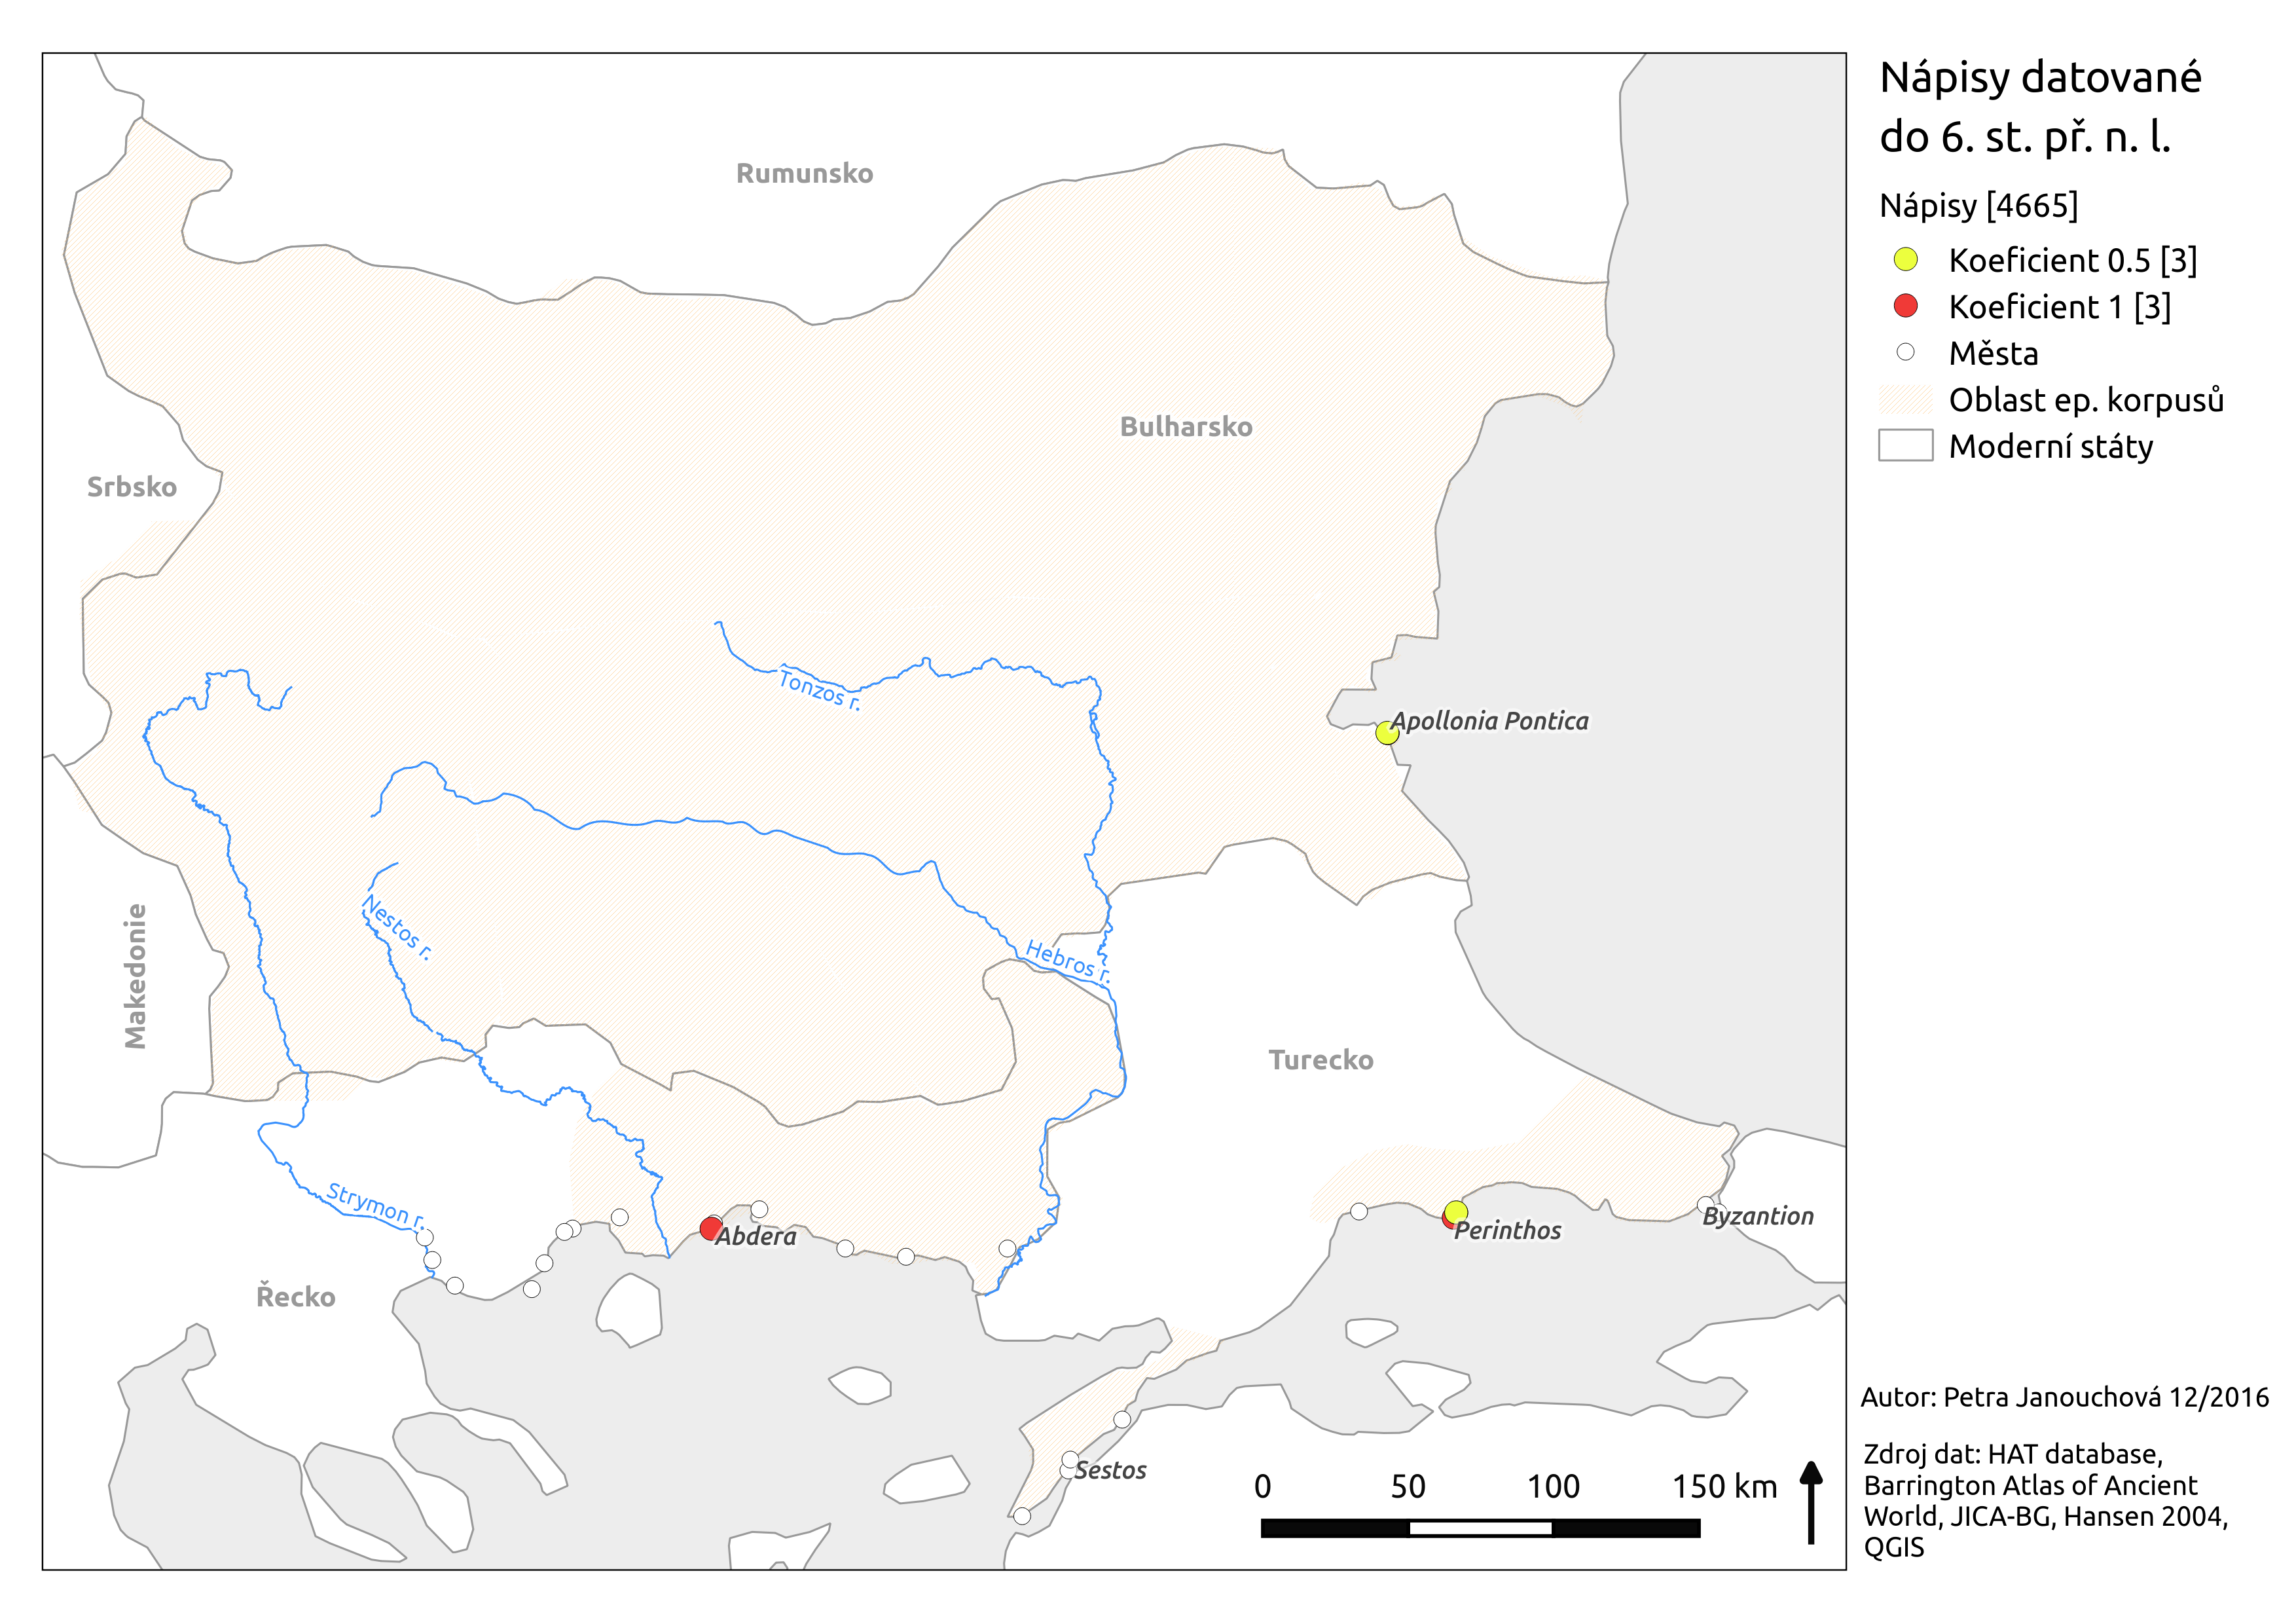 Nápisy datované
do 6. st. př. n. l.
Nápisy [4665]
Koeficient 0.5 [3]
Koeficient 1 [3]
Města
Oblast ep. korpusů
Moderní státy
Rumunsko
Bulharsko
Srbsko
Tonzos r.
Apollonia Pontica
Nestos r.
Hebros r.
Makedonie
Turecko
Strymon r.
Abdera
Perinthos
Byzantion
Řecko
Sestos
0 50 100 150 km
Autor: Petra Janouchová 12/2016
Zdroj dat: HAT database,
Barrington Atlas of Ancient
World, JICA-BG, Hansen 2004,
QGIS